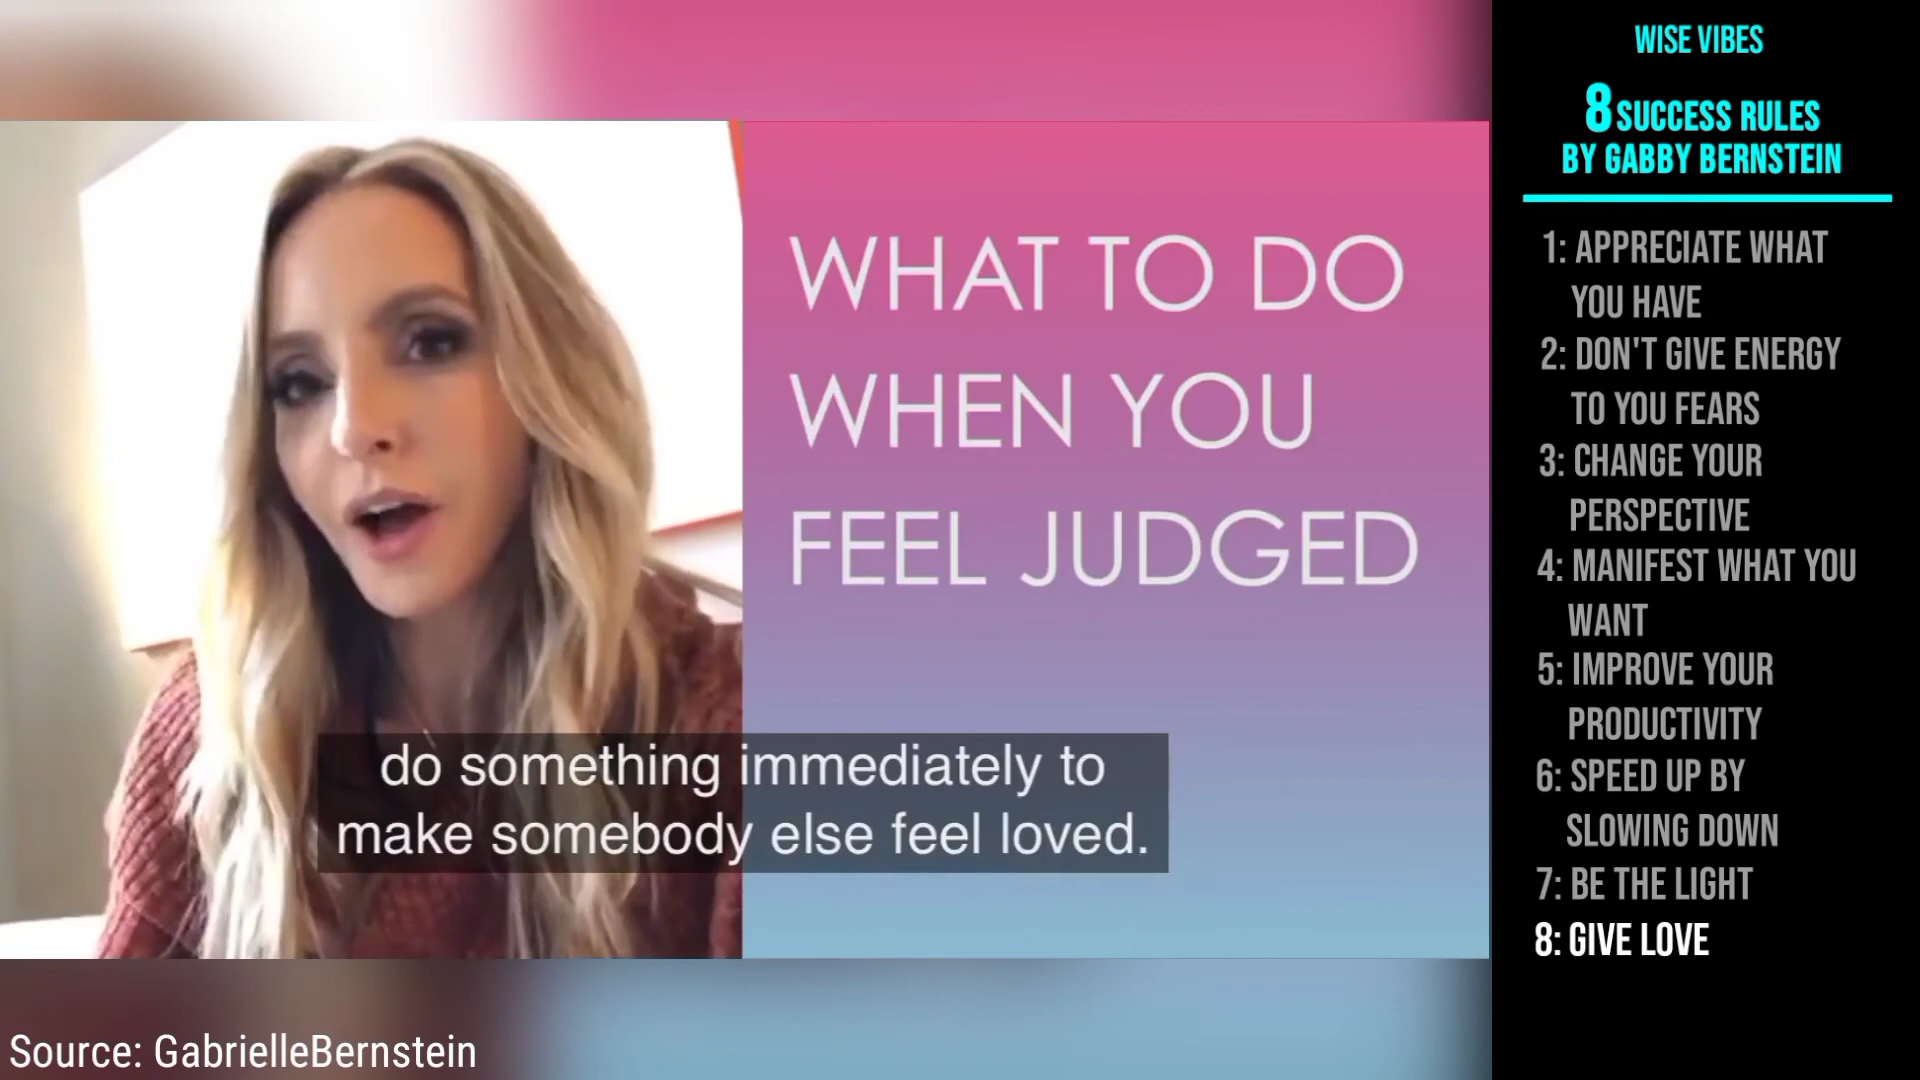 WHAT TO DO
WHEN YOU
FEEL JUDGED
do something immediately to
make somebody else feel loved.
Source: GabrielleBernstein
WISE VIBES
8 SUCCESS RULES
BY GABBY BERNSTEIN
1: APPRECIATE WHAT
YOU HAVE
2: DON'T GIVE ENERGY
TO YOU FEARS
3: CHANGE YOUR
PERSPECTIVE
4: MANIFEST WHAT YOU
WANT
5: IMPROVE YOUR
PRODUCTIVITY
6: SPEED UP BY
SLOWING DOWN
7: BE THE LIGHT
8: GIVE LOVE